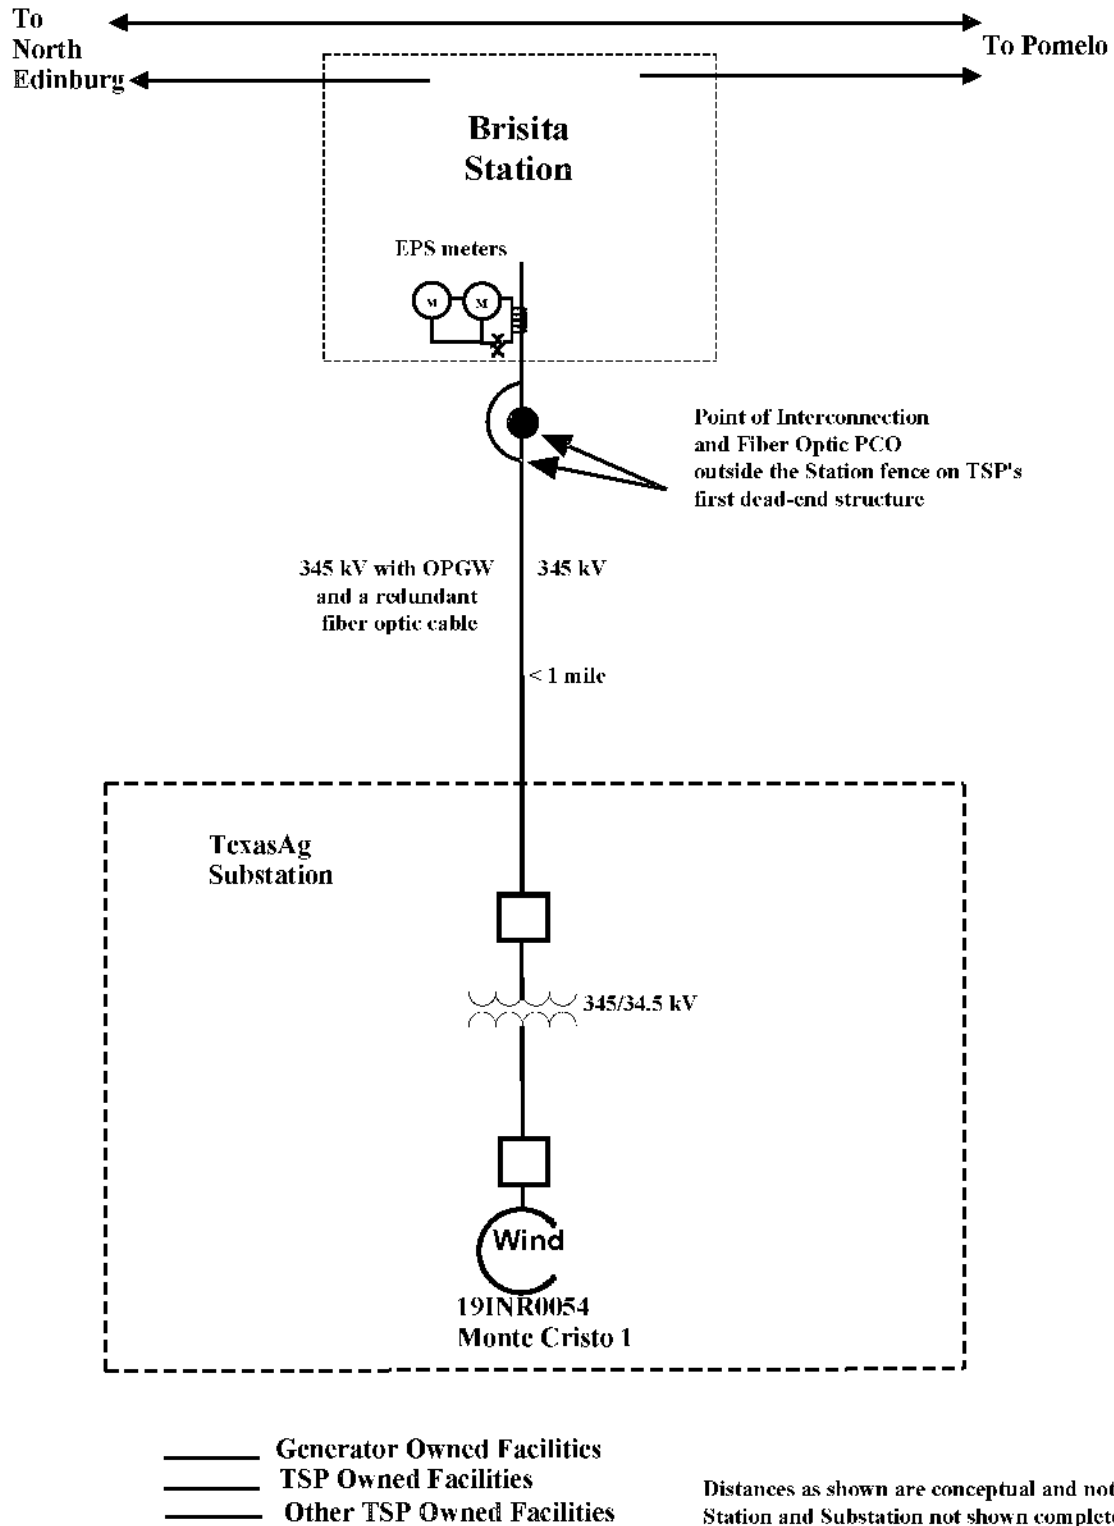 To
North
Edinburg
To Pomelo
Brisita
Station
EPS meters
M
M
Point of Interconnection
and Fiber Optic PCO
outside the Station fence on TSP's
first dead-end structure
345 kV with OPGW
and a redundant
fiber optic cable
345 kV
< 1 mile
TexasAg
Substation
345/34.5 kV
Wind
19INR0054
Monte Cristo 1
Generator Owned Facilities
TSP Owned Facilities
Other TSP Owned Facilities
Distances as shown are conceptual and not
Station and Substation not shown complete